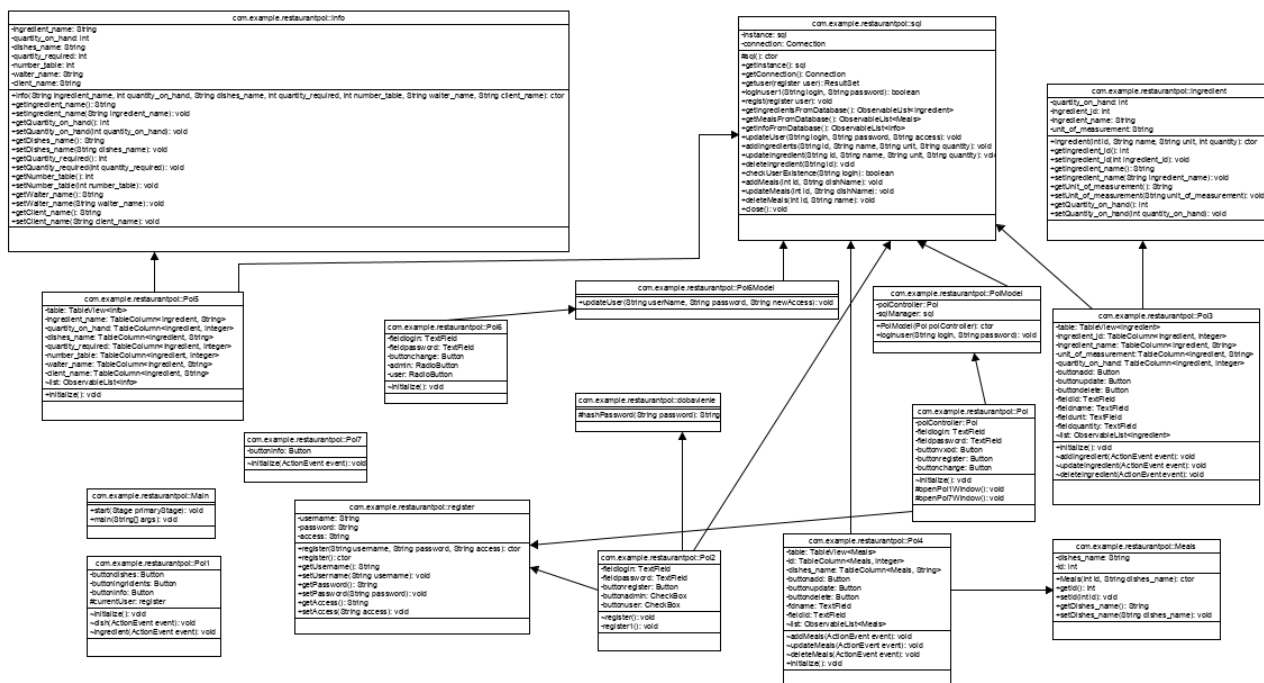 com.example.restaurantpol::Info
-ingredient_name: String
-quantity_on_hand: int
-dishes_name: String
-quantity_required: int
-number_table: int
-waiter_name: String
-client_name: String
+Info(String ingredient_name, int quantity_on_hand, String dishes_name, int quantity_required, int number_table, String waiter_name, String client_name): ctor
+getIngredient_name(): String
+setIngredient_name(String ingredient_name): void
+getQuantity_on_hand(): int
+setQuantity_on_hand(int quantity_on_hand): void
+getDishes_name(): String
+setDishes_name(String dishes_name): void
+getQuantity_required(): int
+setQuantity_required(int quantity_required): void
+getNumber_table(): int
+setNumber_table(int number_table): void
+getWaiter_name(): String
+setWaiter_name(String waiter_name): void
+getClient_name(): String
+setClient_name(String client_name): void
com.example.restaurantpol::sql
-instance: sql
-connection: Connection
#sql(): ctor
+getInstance(): sql
+getConnection(): Connection
+getuser(register user): ResultSet
+loginuser1(String login, String password): boolean
+regist(register user): void
+getIngredientsFromDatabase(): ObservableList<Ingredient>
+getMealsFromDatabase(): ObservableList<Meals>
+getInfoFromDatabase(): ObservableList<Info>
+updateUser(String login, String password, String access): void
+addIngredients(String id, String name, String unit, String quantity): void
+updateIngredient(String id, String name, String unit, String quantity): void
+deleteIngredient(String id): void
+checkUserExistence(String login): boolean
+addMeals(int id, String dishName): void
+updateMeals(int id, String dishName): void
+deleteMeals(int id, String name): void
+close(): void
com.example.restaurantpol::Ingredient
-quantity_on_hand: int
-ingredient_id: int
-ingredient_name: String
-unit_of_measurement: String
+Ingredient(int id, String name, String unit, int quantity): ctor
+getIngredient_id(): int
+setIngredient_id(int ingredient_id): void
+getIngredient_name(): String
+setIngredient_name(String ingredient_name): void
+getUnit_of_measurement(): String
+setUnit_of_measurement(String unit_of_measurement): void
+getQuantity_on_hand(): int
+setQuantity_on_hand(int quantity_on_hand): void
com.example.restaurantpol::Pol5
-table: TableView<Info>
-ingredient_name: TableColumn<Ingredient, String>
-quantity_on_hand: TableColumn<Ingredient, Integer>
-dishes_name: TableColumn<Ingredient, String>
-quantity_required: TableColumn<Ingredient, Integer>
-number_table: TableColumn<Ingredient, Integer>
-waiter_name: TableColumn<Ingredient, String>
-client_name: TableColumn<Ingredient, String>
~list: ObservableList<Info>
+initialize(): void
com.example.restaurantpol::Pol6
-fieldlogin: TextField
-fieldpassword: TextField
-buttonchange: Button
-admin: RadioButton
-user: RadioButton
~initialize(): void
com.example.restaurantpol::Pol6Model
+updateUser(String userName, String password, String newAccess): void
com.example.restaurantpol::PolModel
-polController: Pol
-sqlManager: sql
+PolModel(Pol polController): ctor
+loginuser(String login, String password): void
com.example.restaurantpol::Pol3
-table: TableView<Ingredient>
-ingredient_id: TableColumn<Ingredient, Integer>
-ingredient_name: TableColumn<Ingredient, String>
-unit_of_measurement: TableColumn<Ingredient, String>
-quantity_on_hand: TableColumn<Ingredient, Integer>
-buttonadd: Button
-buttonupdate: Button
-buttondelete: Button
-fieldid: TextField
-fieldname: TextField
-fieldunit: TextField
-fieldquantity: TextField
~list: ObservableList<Ingredient>
+initialize(): void
~addIngredient(ActionEvent event): void
~updateIngredient(ActionEvent event): void
~deleteIngredient(ActionEvent event): void
com.example.restaurantpol::dobavlenie
#hashPassword(String password): String
com.example.restaurantpol::Pol
-polController: Pol
-fieldlogin: TextField
-fieldpassword: TextField
-buttonvxod: Button
-buttonregister: Button
-buttonchange: Button
~initialize(): void
#openPol1Window(): void
#openPol7Window(): void
com.example.restaurantpol::Pol7
-buttoninfo: Button
~initialize(ActionEvent event): void
com.example.restaurantpol::Main
+start(Stage primaryStage): void
+main(String[] args): void
com.example.restaurantpol::register
-username: String
-password: String
-access: String
+register(String username, String password, String access): ctor
+register(): ctor
+getUsername(): String
+setUsername(String username): void
+getPassword(): String
+setPassword(String password): void
+getAccess(): String
+setAccess(String access): void
com.example.restaurantpol::Pol1
-buttondishes: Button
-buttoningridients: Button
-buttoninfo: Button
#currentUser: register
~initialize(): void
~dish(ActionEvent event): void
~ingredient(ActionEvent event): void
com.example.restaurantpol::Pol2
-fieldlogin: TextField
-fieldpassword: TextField
-buttonregister: Button
-buttonadmin: CheckBox
-buttonuser: CheckBox
~register(): void
-register1(): void
com.example.restaurantpol::Pol4
-table: TableView<Meals>
-id: TableColumn<Meals, Integer>
-dishes_name: TableColumn<Meals, String>
-buttonadd: Button
-buttonupdate: Button
-buttondelete: Button
-fdname: TextField
-fieldid: TextField
~list: ObservableList<Meals>
~addMeals(ActionEvent event): void
~updateMeals(ActionEvent event): void
~deleteMeals(ActionEvent event): void
+initialize(): void
com.example.restaurantpol::Meals
-dishes_name: String
-id: int
+Meals(int id, String dishes_name): ctor
+getId(): int
+setId(int id): void
+getDishes_name(): String
+setDishes_name(String dishes_name): void